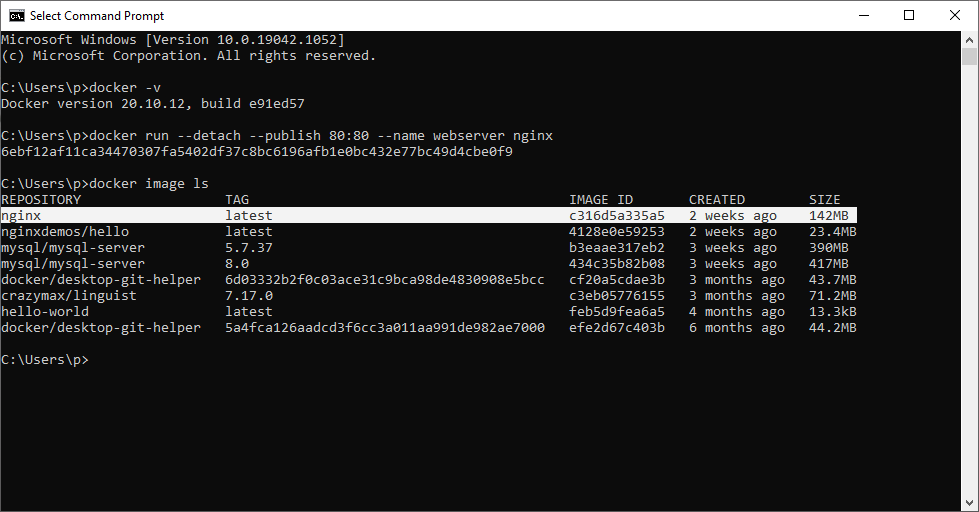 Select Command Prompt
Microsoft Windows [Version 10.0.19042.1052]
(c) Microsoft Corporation. All rights reserved.
C:\Users\p>docker -v
Docker version 20.10.12, build e91ed57
C:\Users\p>docker run --detach --publish 80:80 --name webserver nginx
6ebf12af11ca34470307fa5402df37c8bc6196afb1e0bc432e77bc49d4cbe0f9
C:\Users\p>docker image ls
REPOSITORY TAG IMAGE ID CREATED SIZE
nginx latest c316d5a335a5 2 weeks ago 142MB
nginxdemos/hello latest 4128e0e59253 2 weeks ago 23.4MB
mysql/mysql-server 5.7.37 b3eaae317eb2 3 weeks ago 390MB
mysql/mysql-server 8.0 434c35b82b08 3 weeks ago 417MB
docker/desktop-git-helper 6d03332b2f0c03ace31c9bca98de4830908e5bcc cf20a5cdae3b 3 months ago 43.7MB
crazymax/linguist 7.17.0 c3eb05776155 3 months ago 71.2MB
hello-world latest feb5d9fea6a5 4 months ago 13.3kB
docker/desktop-git-helper 5a4fca126aadcd3f6cc3a011aa991de982ae7000 efe2d67c403b 6 months ago 44.2MB
C:\Users\p>